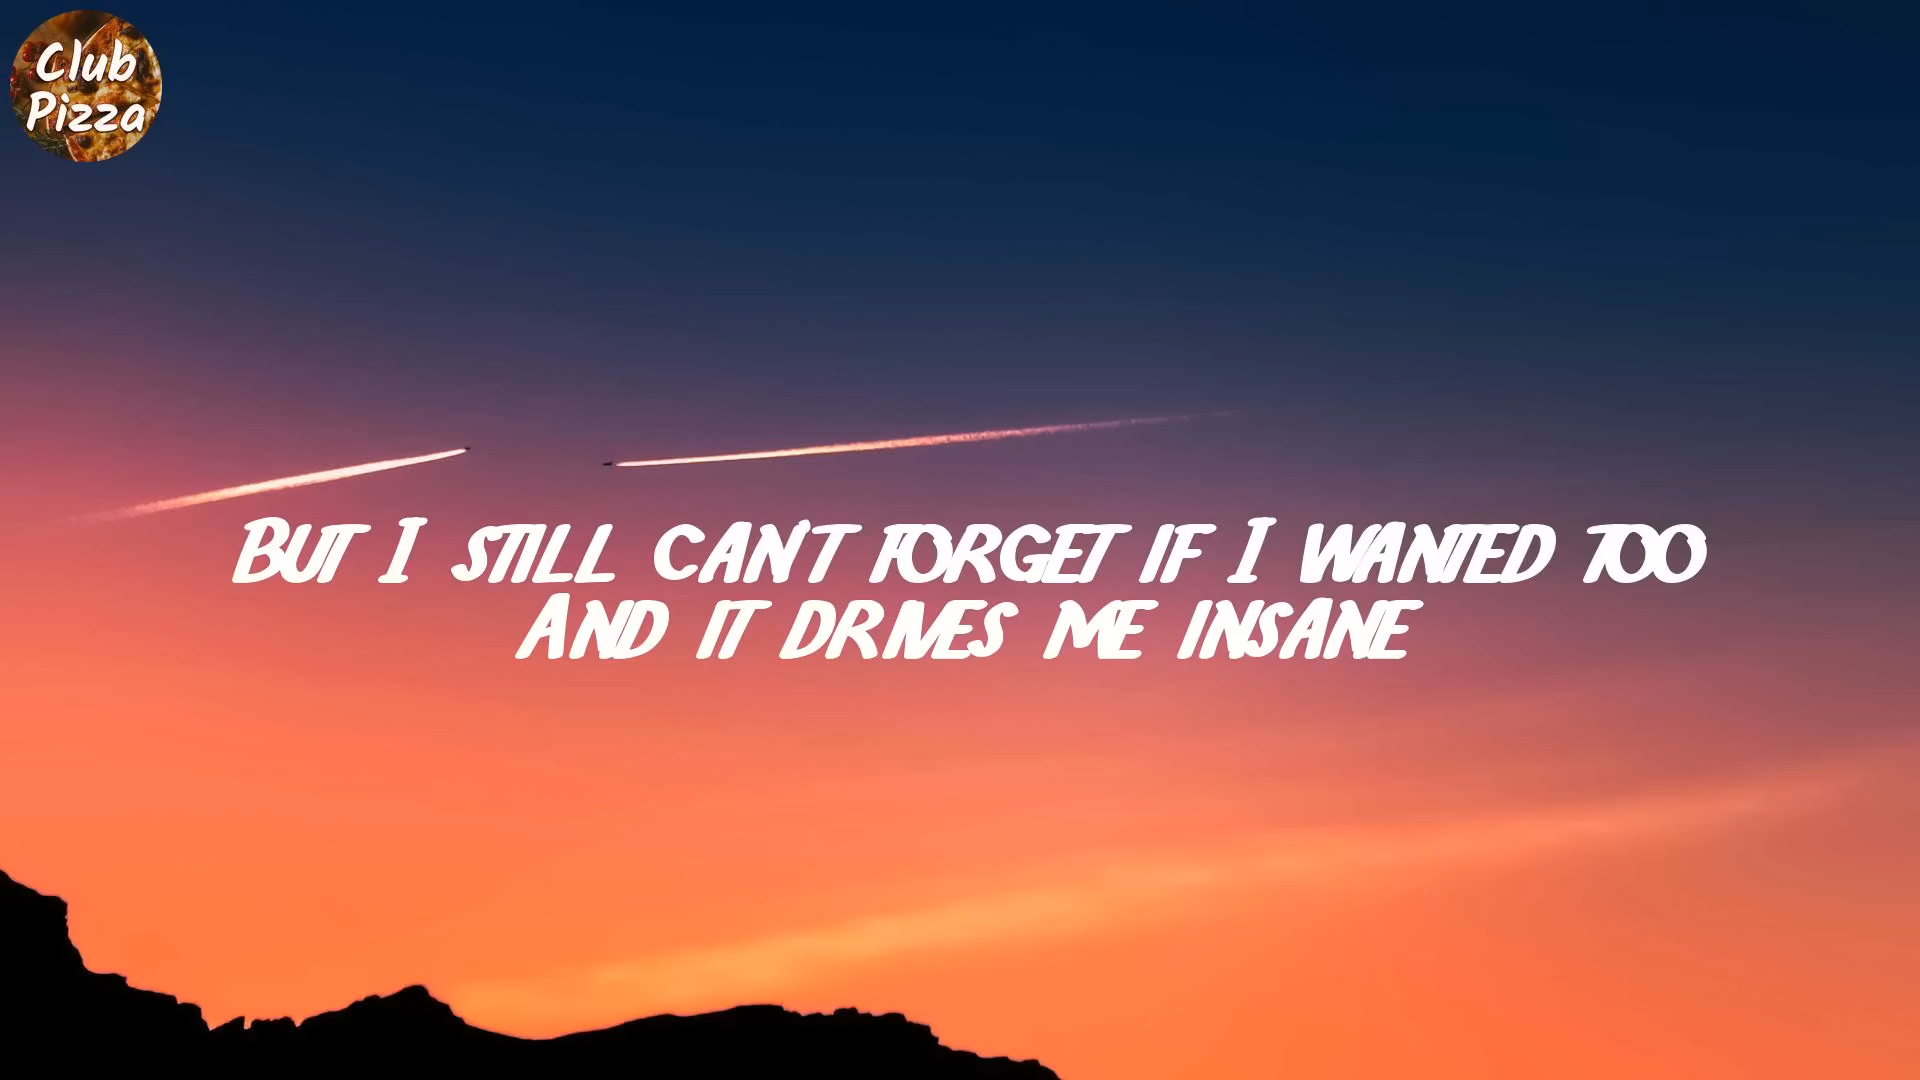 Club
Pizza
But I still can't forget if I wanted too
And it drives me insane